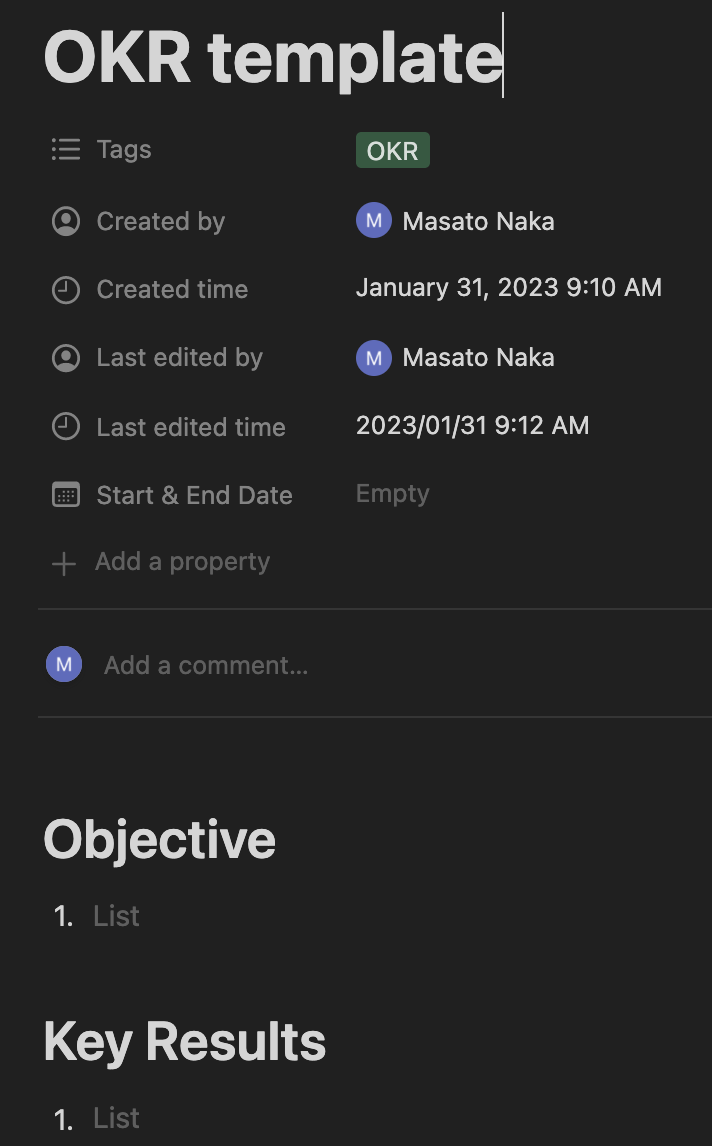 OKR template
Tags OKR
Created by M Masato Naka
Created time January 31, 2023 9:10 AM
Last edited by M Masato Naka
Last edited time 2023/01/31 9:12 AM
Start & End Date Empty
Add a property
M Add a comment...
Objective
1. List
Key Results
1. List